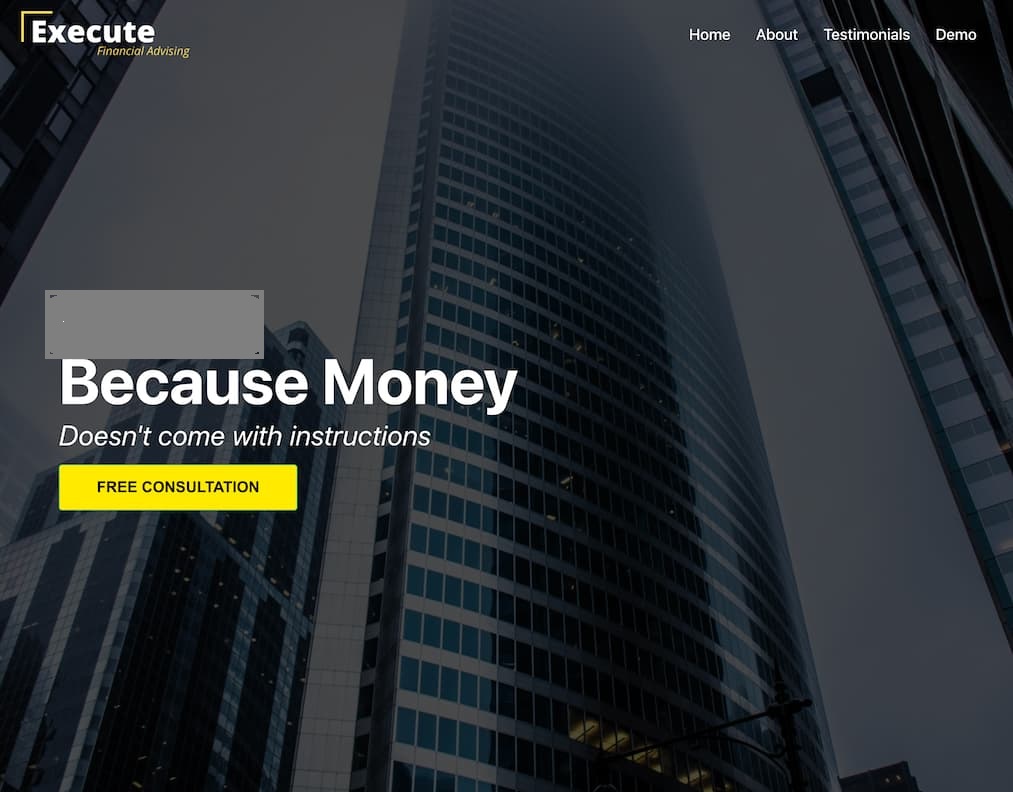 Execute
Financial Advising
Home About Testimonials Demo
Because Money
Doesn't come with instructions
FREE CONSULTATION